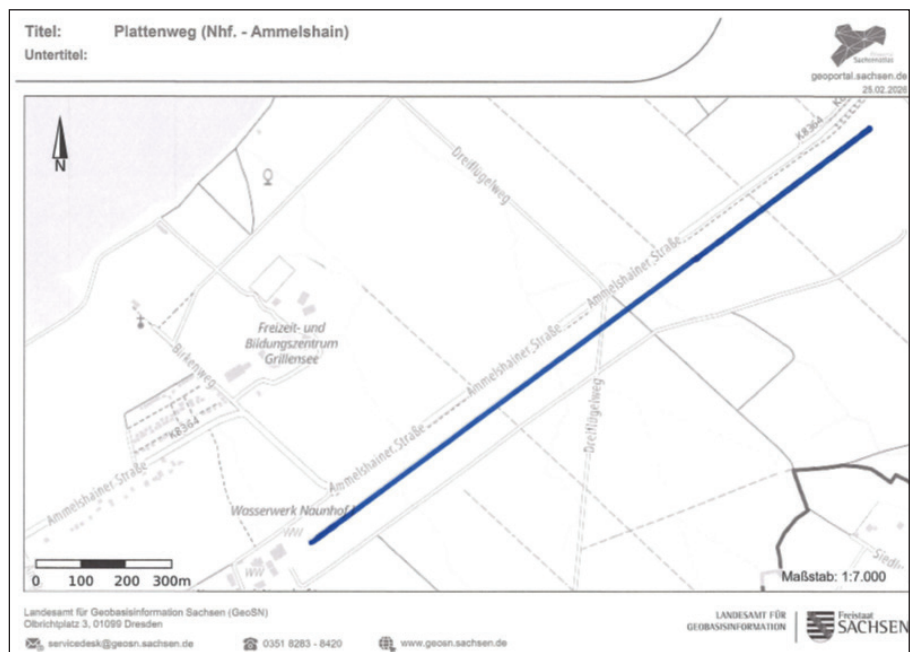 Titel: Plattenweg (Nhf. - Ammelshain)
Untertitel:
Sachsenatlas
geoportal.sachsen.de
25.02.2026
N
K8364
Dreiflügelweg
Ammelshainer Straße
Freizeit- und
Bildungszentrum
Grillensee
Ammelshainer Straße
Birkenweg
Dreiflügelweg
K8364
Ammelshainer Straße
Ammelshainer Straße
Wasserwerk Naunhof I
WW
WW
Siedl
0 100 200 300m
Maßstab: 1:7.000
Landesamt für Geobasisinformation Sachsen (GeoSN)
Olbrichtplatz 3, 01099 Dresden
servicedesk@geosn.sachsen.de
0351 8283 - 8420
www.geosn.sachsen.de
LANDESAMT FÜR
GEOBASISINFORMATION
Freistaat
SACHSEN